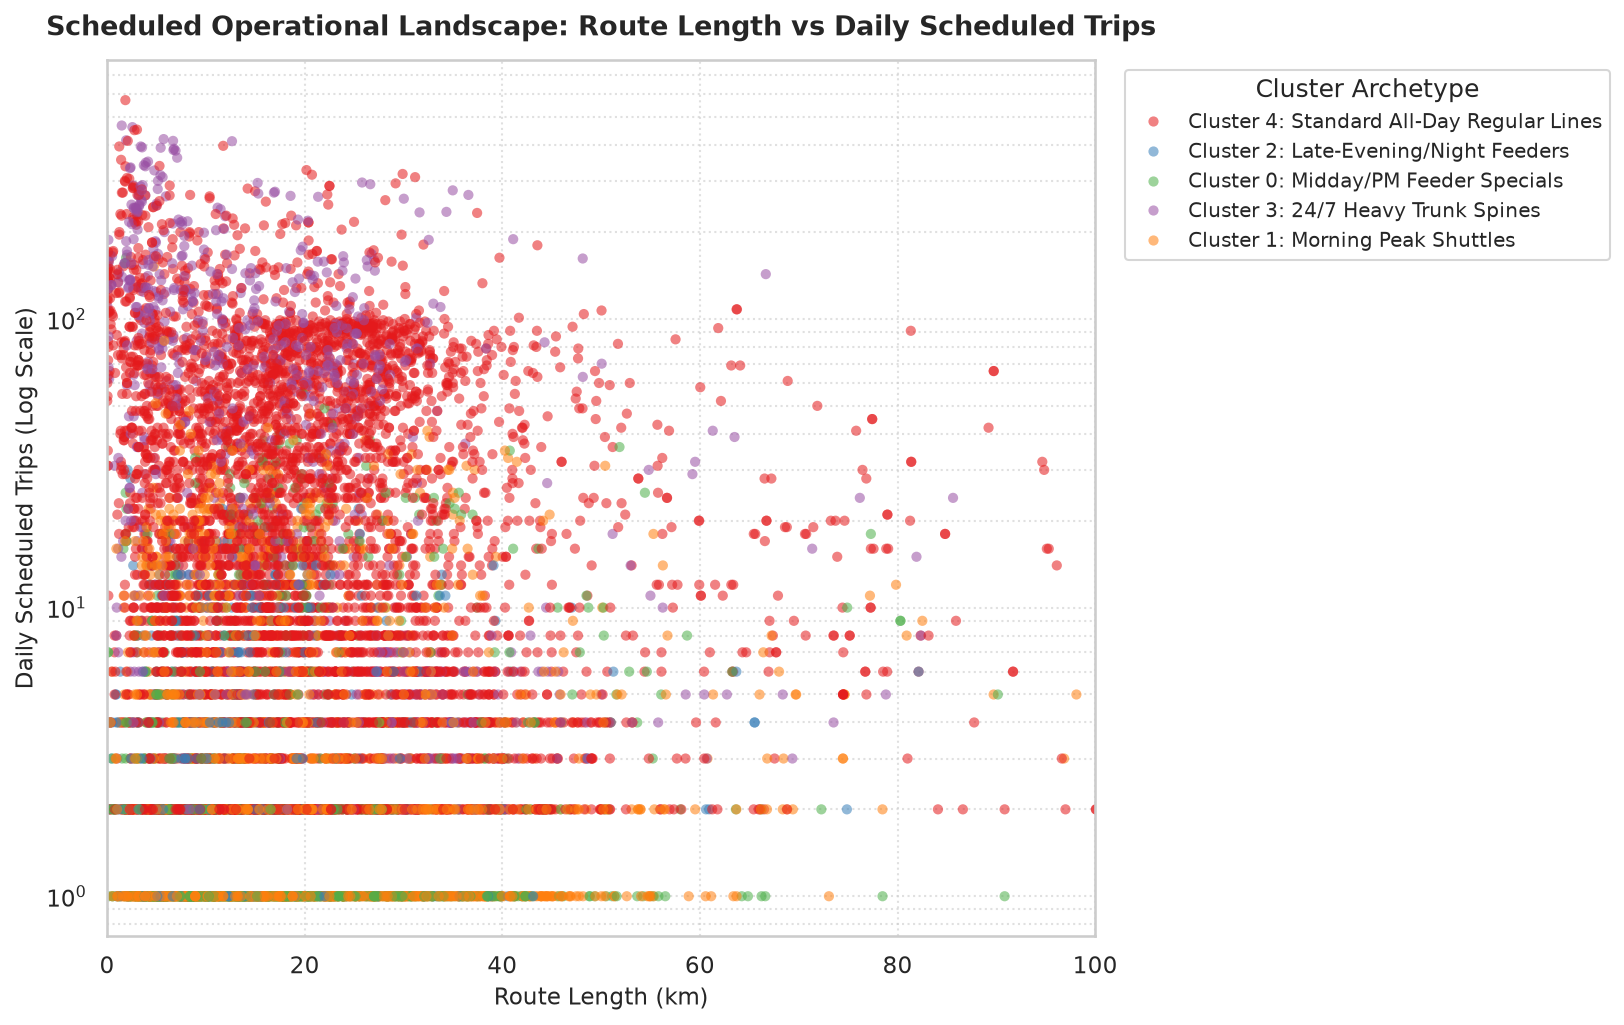 Scheduled Operational Landscape: Route Length vs Daily Scheduled Trips
Cluster Archetype
Cluster 4: Standard All-Day Regular Lines
Cluster 2: Late-Evening/Night Feeders
Cluster 0: Midday/PM Feeder Specials
Cluster 3: 24/7 Heavy Trunk Spines
Cluster 1: Morning Peak Shuttles
Daily Scheduled Trips (Log Scale)
10²
10¹
10⁰
0 20 40 60 80 100
Route Length (km)